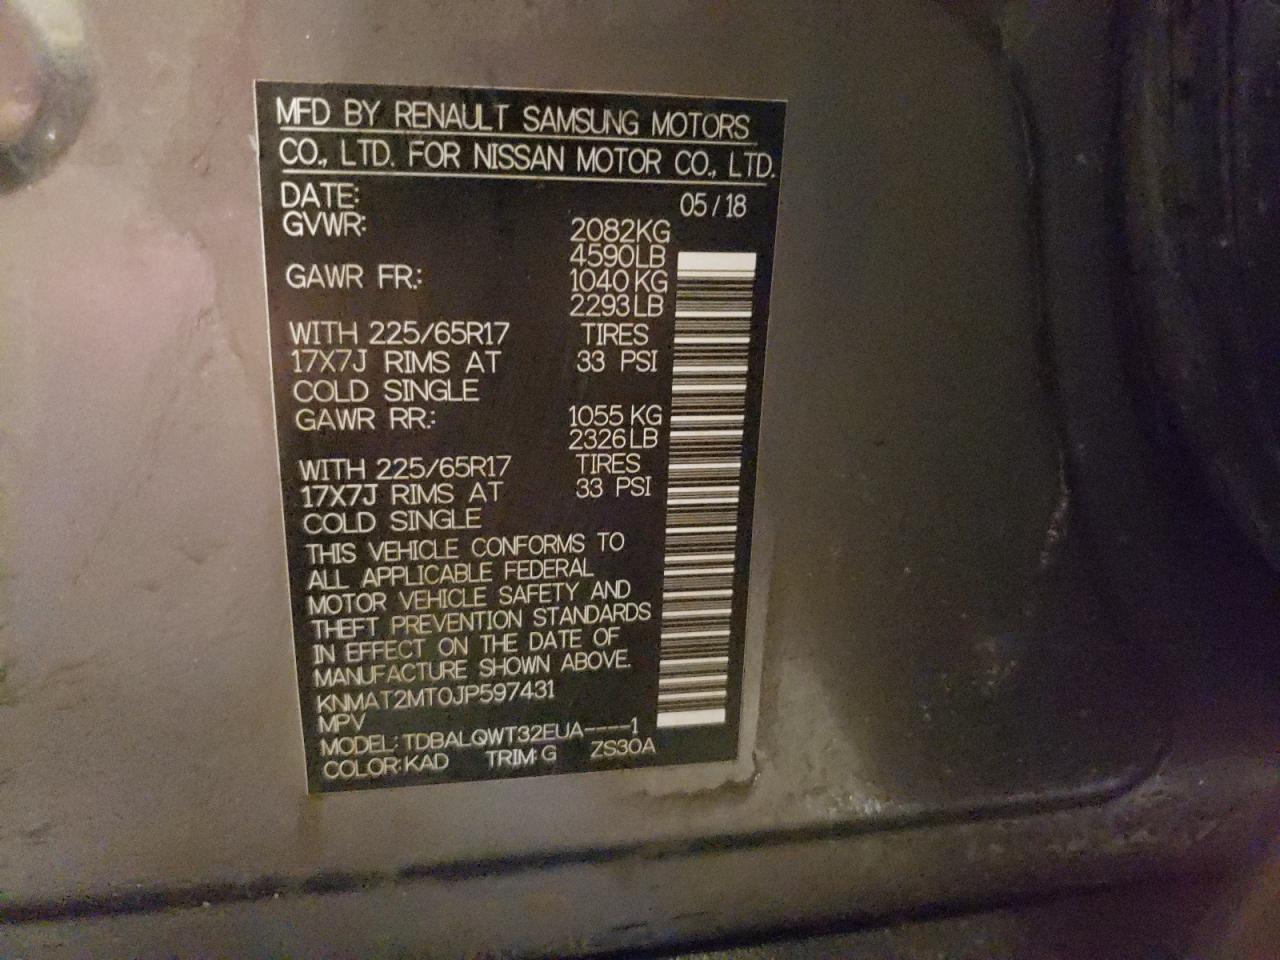 MFD BY RENAULT SAMSUNG MOTORS
CO., LTD. FOR NISSAN MOTOR CO., LTD.
DATE: 05/18
GVWR: 2082KG
4590LB
GAWR FR.: 1040KG
2293LB
WITH 225/65R17 TIRES
17X7J RIMS AT 33 PSI
COLD SINGLE
GAWR RR.: 1055KG
2326LB
WITH 225/65R17 TIRES
17X7J RIMS AT 33 PSI
COLD SINGLE
THIS VEHICLE CONFORMS TO
ALL APPLICABLE FEDERAL
MOTOR VEHICLE SAFETY AND
THEFT PREVENTION STANDARDS
IN EFFECT ON THE DATE OF
MANUFACTURE SHOWN ABOVE.
KNMAT2MT0JP597431
MPV
MODEL:TDBALQWT32EUA----1
COLOR:KAD TRIM:G ZS30A